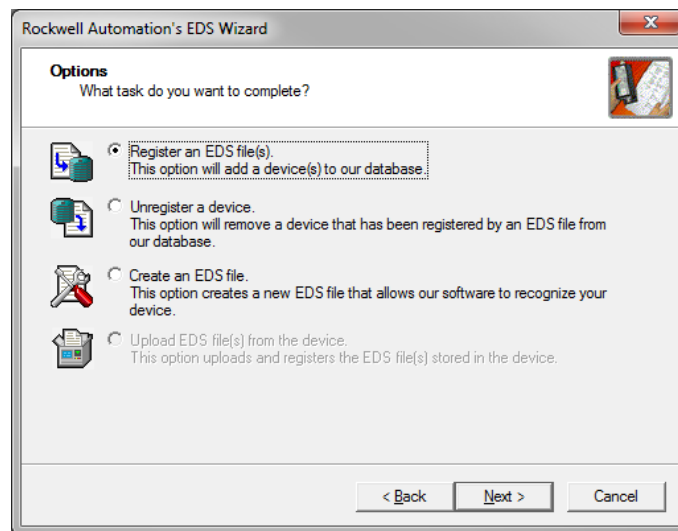 Rockwell Automation's EDS Wizard
Options
What task do you want to complete?
Register an EDS file(s).
This option will add a device(s) to our database.
Unregister a device.
This option will remove a device that has been registered by an EDS file from
our database.
Create an EDS file.
This option creates a new EDS file that allows our software to recognize your
device.
Upload EDS file(s) from the device.
This option uploads and registers the EDS file(s) stored in the device.
< Back Next > Cancel